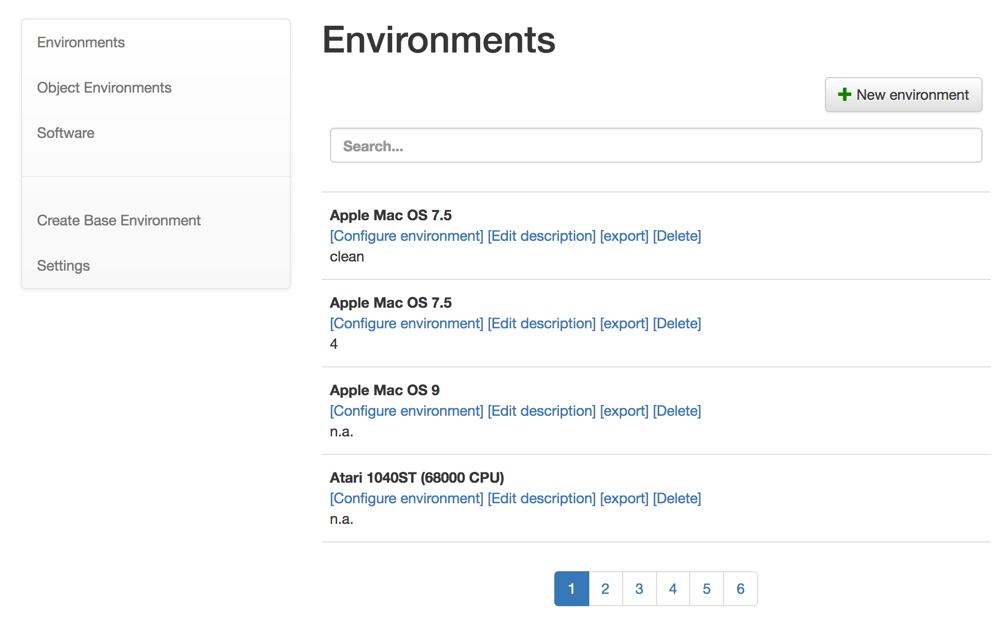 Environments
Object Environments
Software
Create Base Environment
Settings
Environments
New environment
Search...
Apple Mac OS 7.5
[Configure environment] [Edit description] [export] [Delete]
clean
Apple Mac OS 7.5
[Configure environment] [Edit description] [export] [Delete]
4
Apple Mac OS 9
[Configure environment] [Edit description] [export] [Delete]
n.a.
Atari 1040ST (68000 CPU)
[Configure environment] [Edit description] [export] [Delete]
n.a.
1 2 3 4 5 6